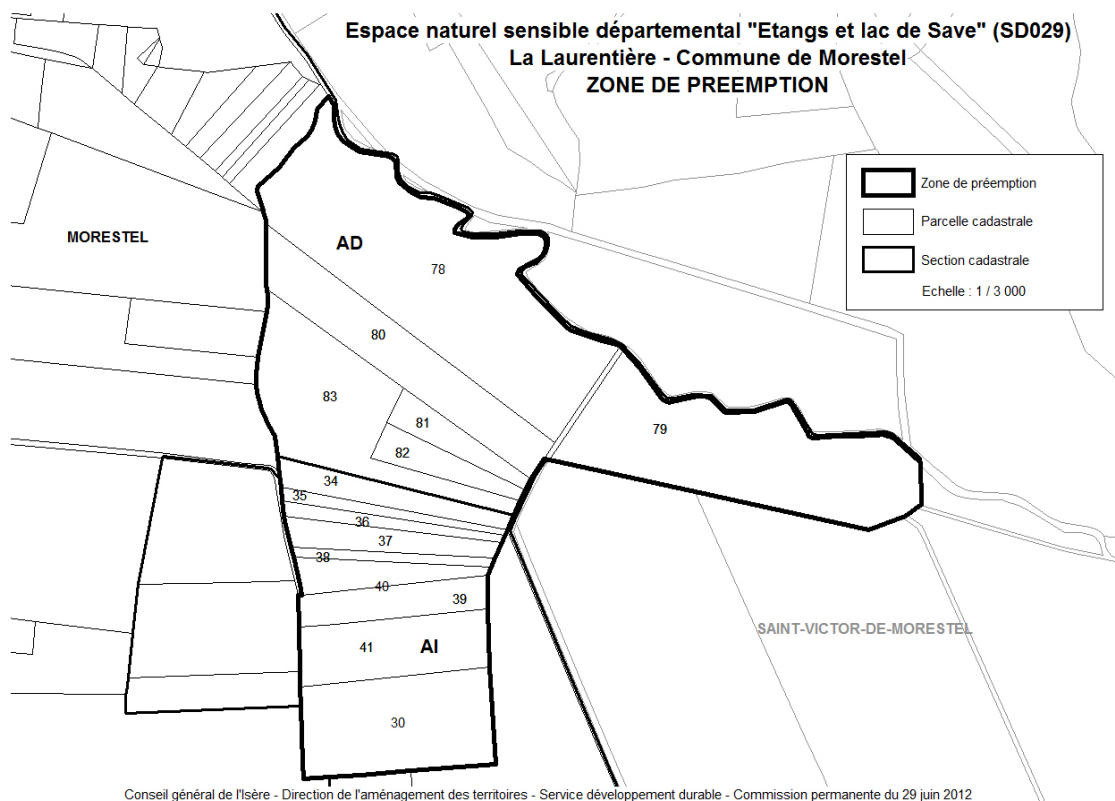 Espace naturel sensible départemental "Etangs et lac de Save" (SD029)
La Laurentière - Commune de Morestel
ZONE DE PREEMPTION
Zone de préemption
Parcelle cadastrale
Section cadastrale
Echelle : 1 / 3 000
MORESTEL
AD
78
80
83
81
82
79
34
35
36
37
38
40
39
41
AI
30
SAINT-VICTOR-DE-MORESTEL
Conseil général de l'Isère - Direction de l'aménagement des territoires - Service développement durable - Commission permanente du 29 juin 2012